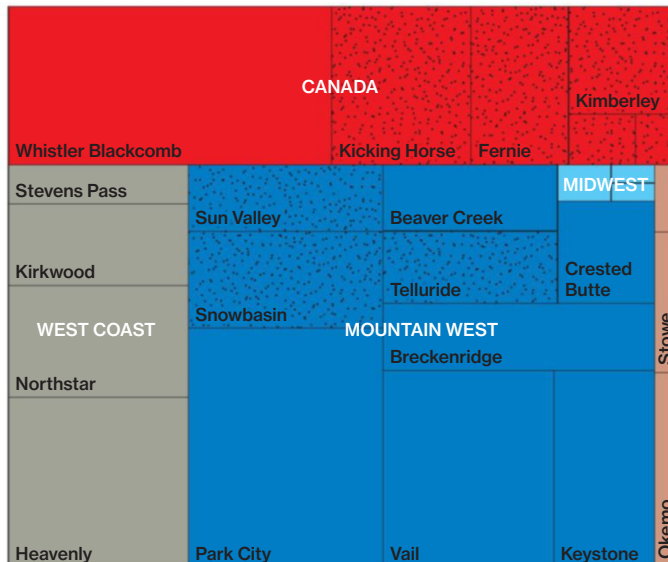 CANADA
Kimberley
Whistler Blackcomb
Kicking Horse
Fernie
Stevens Pass
MIDWEST
Sun Valley
Beaver Creek
Kirkwood
Telluride
Crested
Butte
Snowbasin
WEST COAST
MOUNTAIN WEST
Stowe
Breckenridge
Northstar
Heavenly
Park City
Vail
Keystone
Okemo